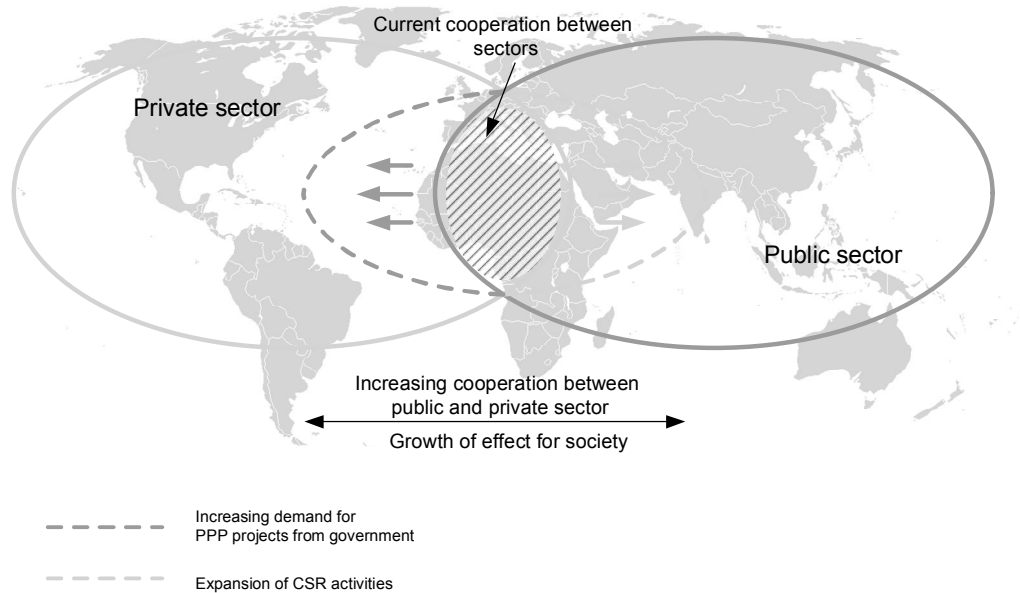 Current cooperation between
sectors
Private sector
Public sector
Increasing cooperation between
public and private sector
Growth of effect for society
Increasing demand for
PPP projects from government
Expansion of CSR activities